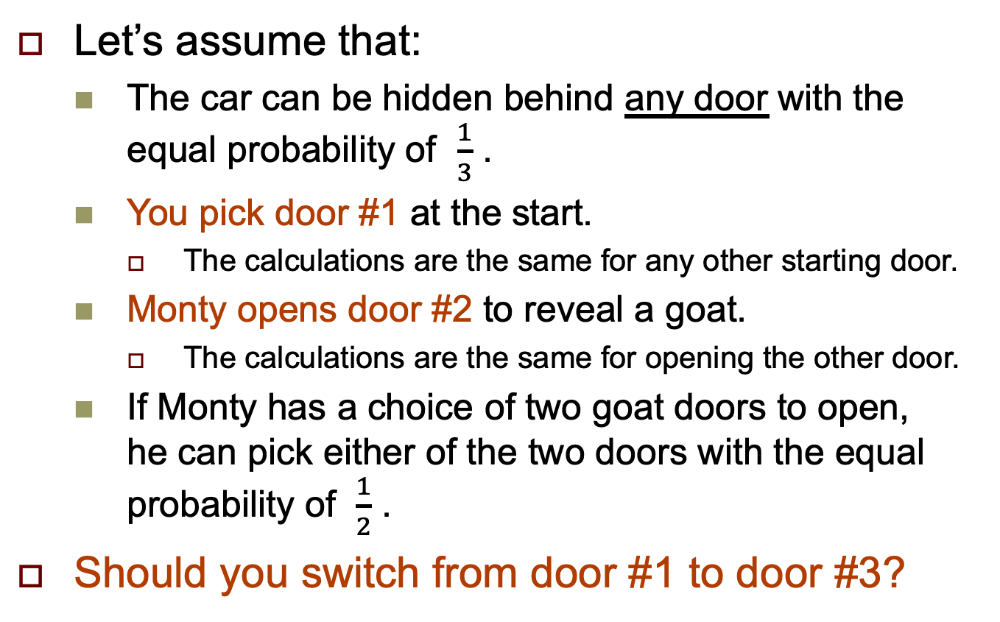 Let’s assume that:
The car can be hidden behind any door with the
equal probability of 1/3 .
You pick door #1 at the start.
The calculations are the same for any other starting door.
Monty opens door #2 to reveal a goat.
The calculations are the same for opening the other door.
If Monty has a choice of two goat doors to open,
he can pick either of the two doors with the equal
probability of 1/2 .
Should you switch from door #1 to door #3?